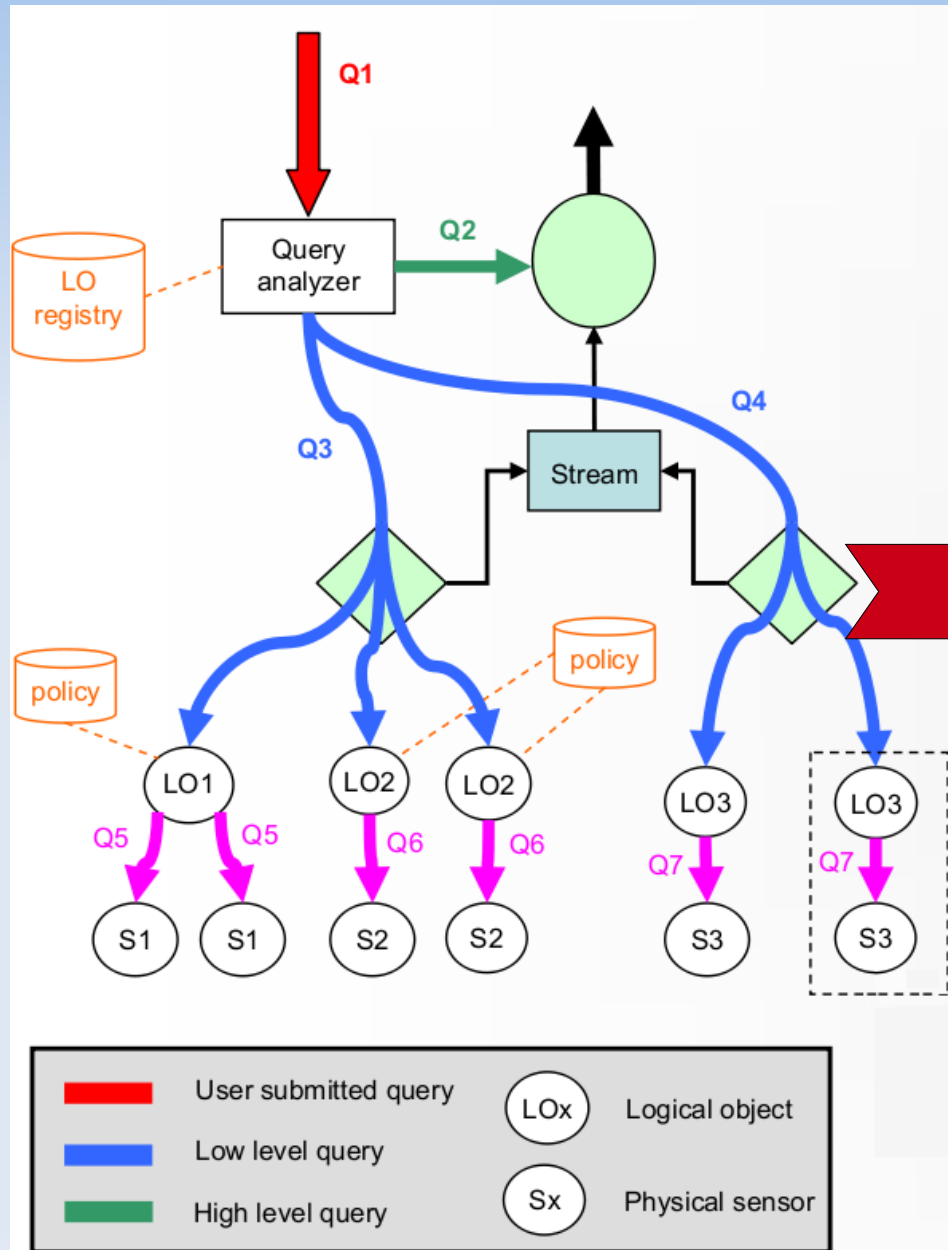 Q1
Q2
Query
analyzer
LO
registry
Q4
Q3
Stream
policy
policy
LO1
LO2
LO2
LO3
LO3
Q5
Q5
Q6
Q6
Q7
Q7
S1
S1
S2
S2
S3
S3
User submitted query
LOx
Logical object
Low level query
Sx
Physical sensor
High level query